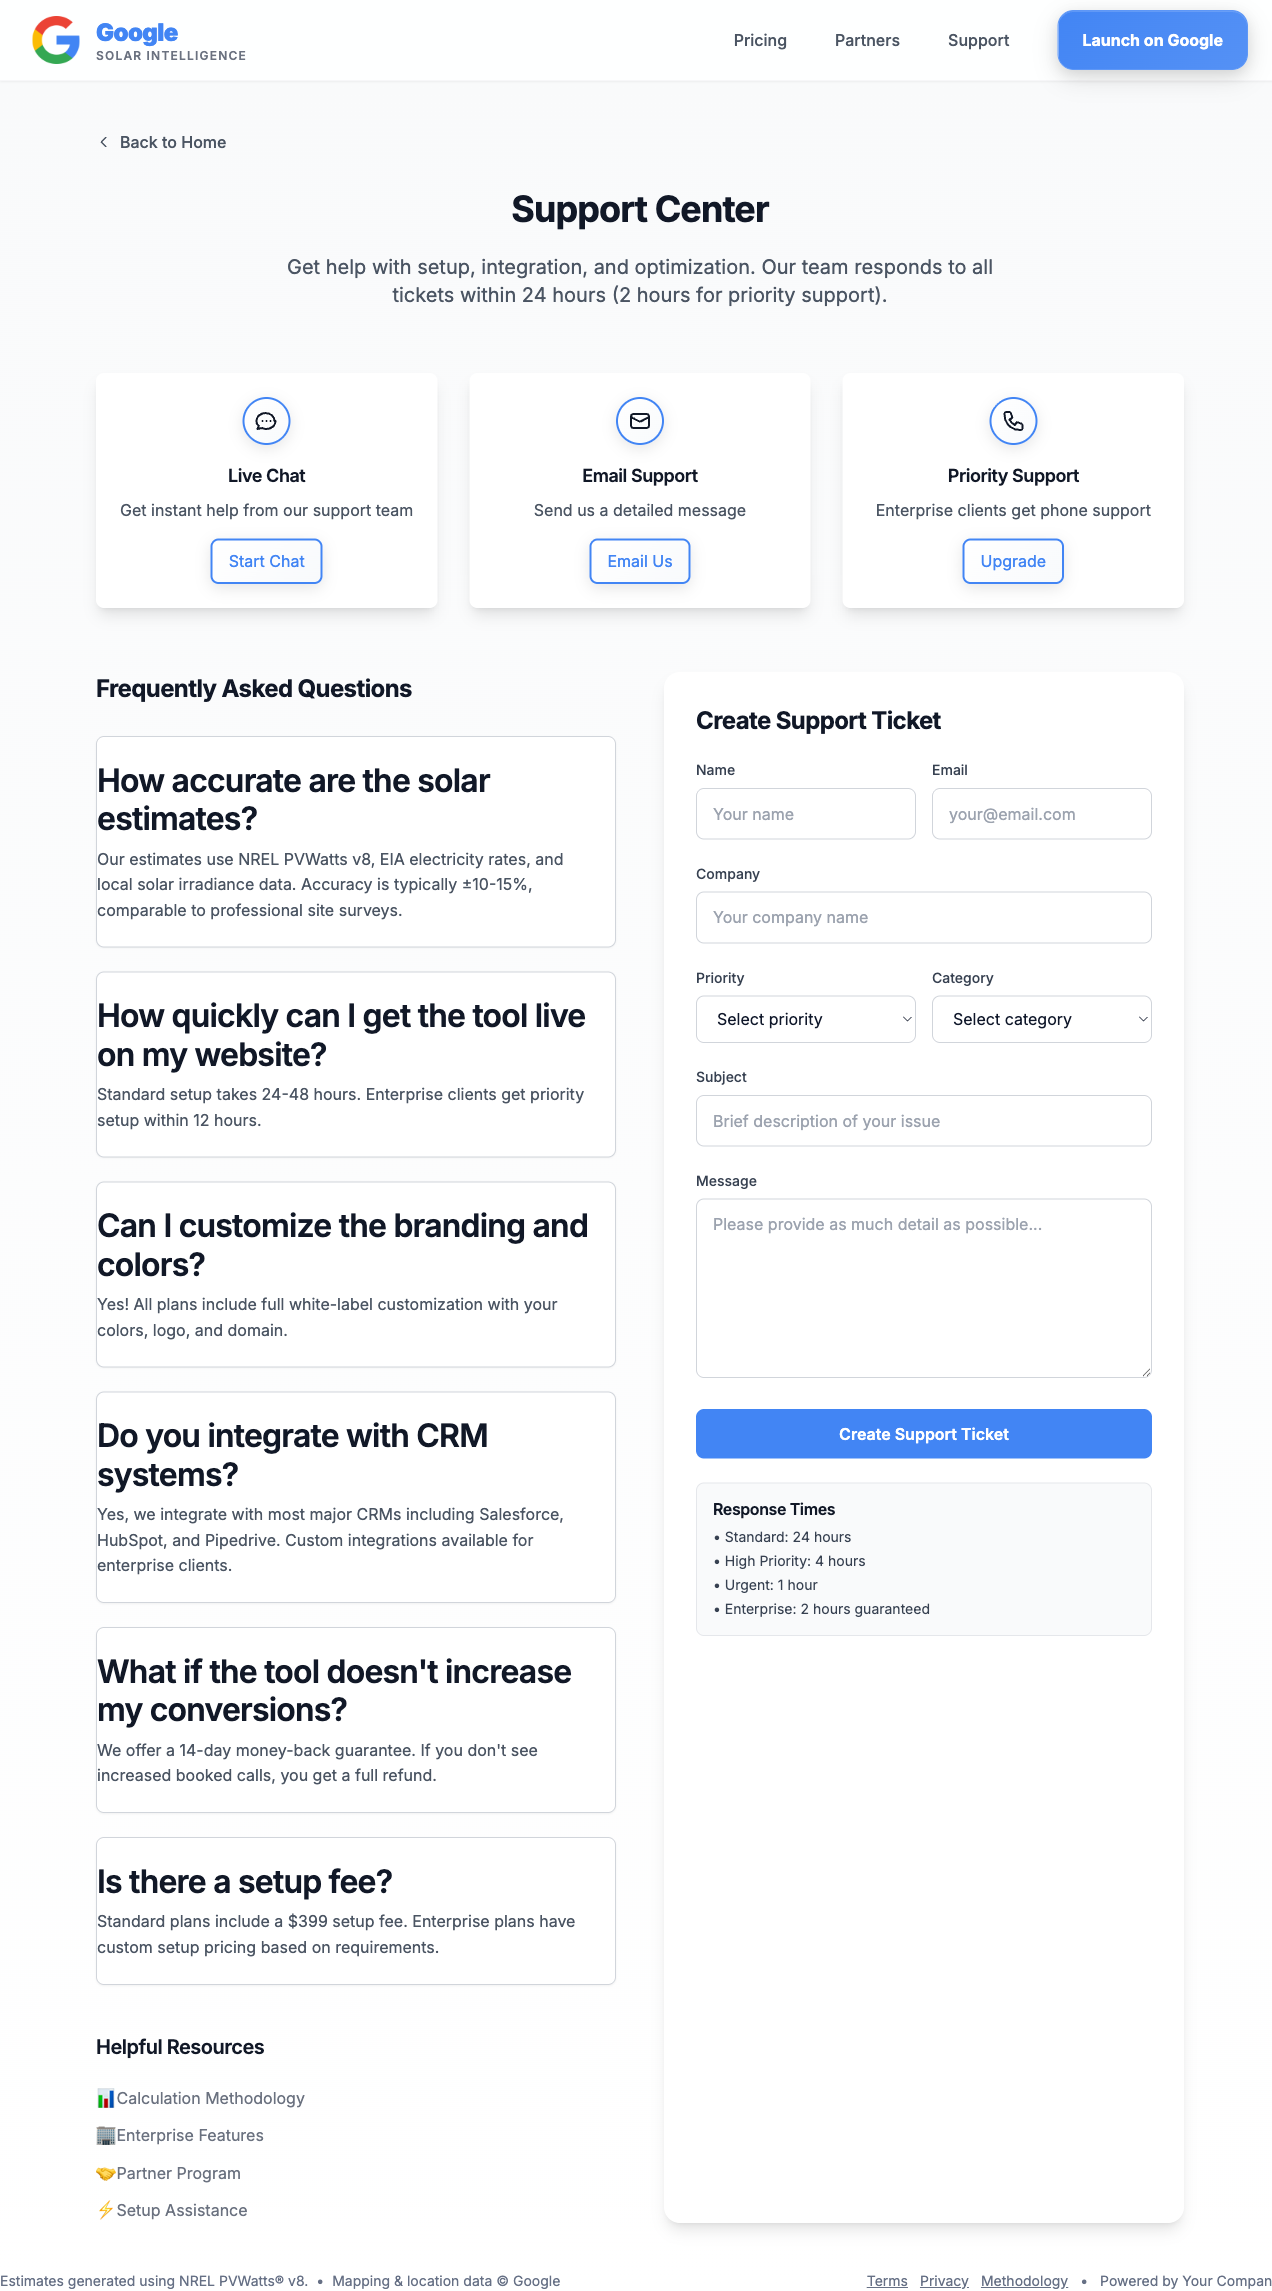 Google
SOLAR INTELLIGENCE
Pricing
Partners
Support
Launch on Google
Back to Home
Support Center
Get help with setup, integration, and optimization. Our team responds to all
tickets within 24 hours (2 hours for priority support).
Live Chat
Get instant help from our support team
Start Chat
Email Support
Send us a detailed message
Email Us
Priority Support
Enterprise clients get phone support
Upgrade
Frequently Asked Questions
How accurate are the solar
estimates?
Our estimates use NREL PVWatts v8, EIA electricity rates, and
local solar irradiance data. Accuracy is typically ±10-15%,
comparable to professional site surveys.
How quickly can I get the tool live
on my website?
Standard setup takes 24-48 hours. Enterprise clients get priority
setup within 12 hours.
Can I customize the branding and
colors?
Yes! All plans include full white-label customization with your
colors, logo, and domain.
Do you integrate with CRM
systems?
Yes, we integrate with most major CRMs including Salesforce,
HubSpot, and Pipedrive. Custom integrations available for
enterprise clients.
What if the tool doesn't increase
my conversions?
We offer a 14-day money-back guarantee. If you don't see
increased booked calls, you get a full refund.
Is there a setup fee?
Standard plans include a $399 setup fee. Enterprise plans have
custom setup pricing based on requirements.
Helpful Resources
Calculation Methodology
Enterprise Features
Partner Program
Setup Assistance
Create Support Ticket
Name
Your name
Email
your@email.com
Company
Your company name
Priority
Select priority
Category
Select category
Subject
Brief description of your issue
Message
Please provide as much detail as possible...
Create Support Ticket
Response Times
• Standard: 24 hours
• High Priority: 4 hours
• Urgent: 1 hour
• Enterprise: 2 hours guaranteed
Estimates generated using NREL PVWatts® v8. • Mapping & location data © Google
Terms Privacy Methodology • Powered by Your Compan